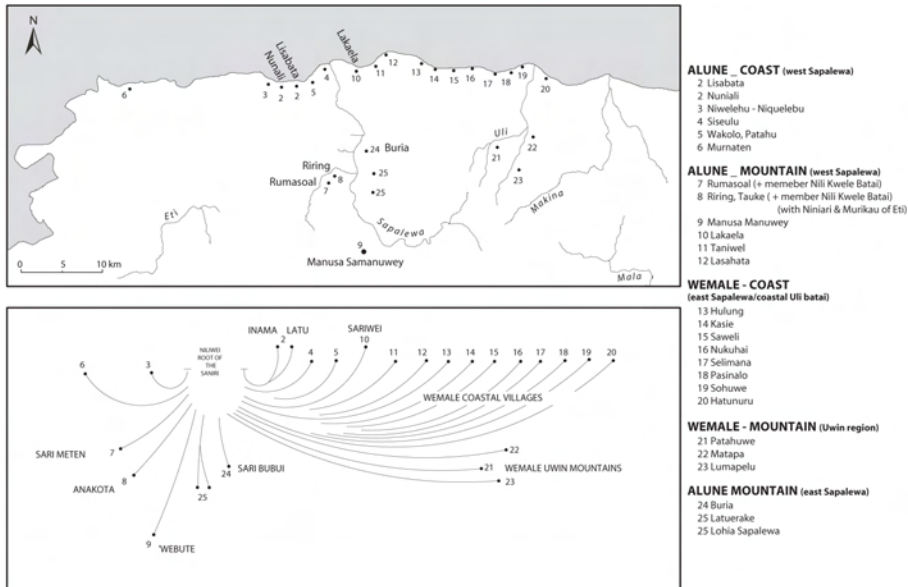 N
Nunali
Lisabata
Lakaela
6
3
2
2
5
4
10
11
12
13
14
15
16
17
18
19
20
24 Buria
Uli
21
22
23
Riring
8
25
Rumasoal
7
25
Eti
Sapalewa
Makina
9
Manusa Samanuwey
Mala
0 5 10 km
NILIWEI
ROOT OF
THE
SANIRI
INAMA LATU
2
SARIWEI
10
6
3
4
5
11
12
13
14
15
16
17
18
19
20
WEMALE COASTAL VILLAGES
22
SARI METEN
7
24
SARI BUBUI
21 WEMALE UWIN MOUNTAINS
23
ANAKOTA
8
25
9
'WEBUTE
ALUNE _ COAST (west Sapalewa)
2 Lisabata
2 Nuniali
3 Niwelehu - Niquelebu
4 Siseulu
5 Wakolo, Patahu
6 Murnaten
ALUNE _ MOUNTAIN (west Sapalewa)
7 Rumasoal (+ memeber Nili Kwele Batai)
8 Riring, Tauke ( + member Nili Kwele Batai)
(with Niniari & Murikau of Eti)
9 Manusa Manuwey
10 Lakaela
11 Taniwel
12 Lasahata
WEMALE - COAST
(east Sapalewa/coastal Uli batai)
13 Hulung
14 Kasie
15 Saweli
16 Nukuhai
17 Selimana
18 Pasinalo
19 Sohuwe
20 Hatunuru
WEMALE - MOUNTAIN (Uwin region)
21 Patahuwe
22 Matapa
23 Lumapelu
ALUNE MOUNTAIN (east Sapalewa)
24 Buria
25 Latuerake
25 Lohia Sapalewa